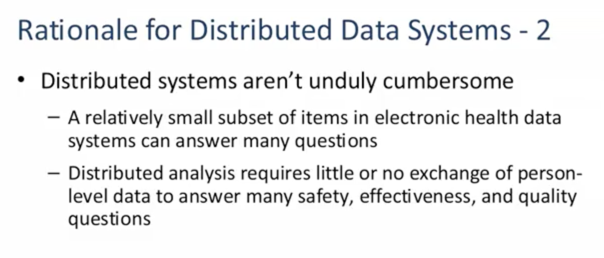 Rationale for Distributed Data Systems - 2
• Distributed systems aren't unduly cumbersome
– A relatively small subset of items in electronic health data
systems can answer many questions
– Distributed analysis requires little or no exchange of person-
level data to answer many safety, effectiveness, and quality
questions